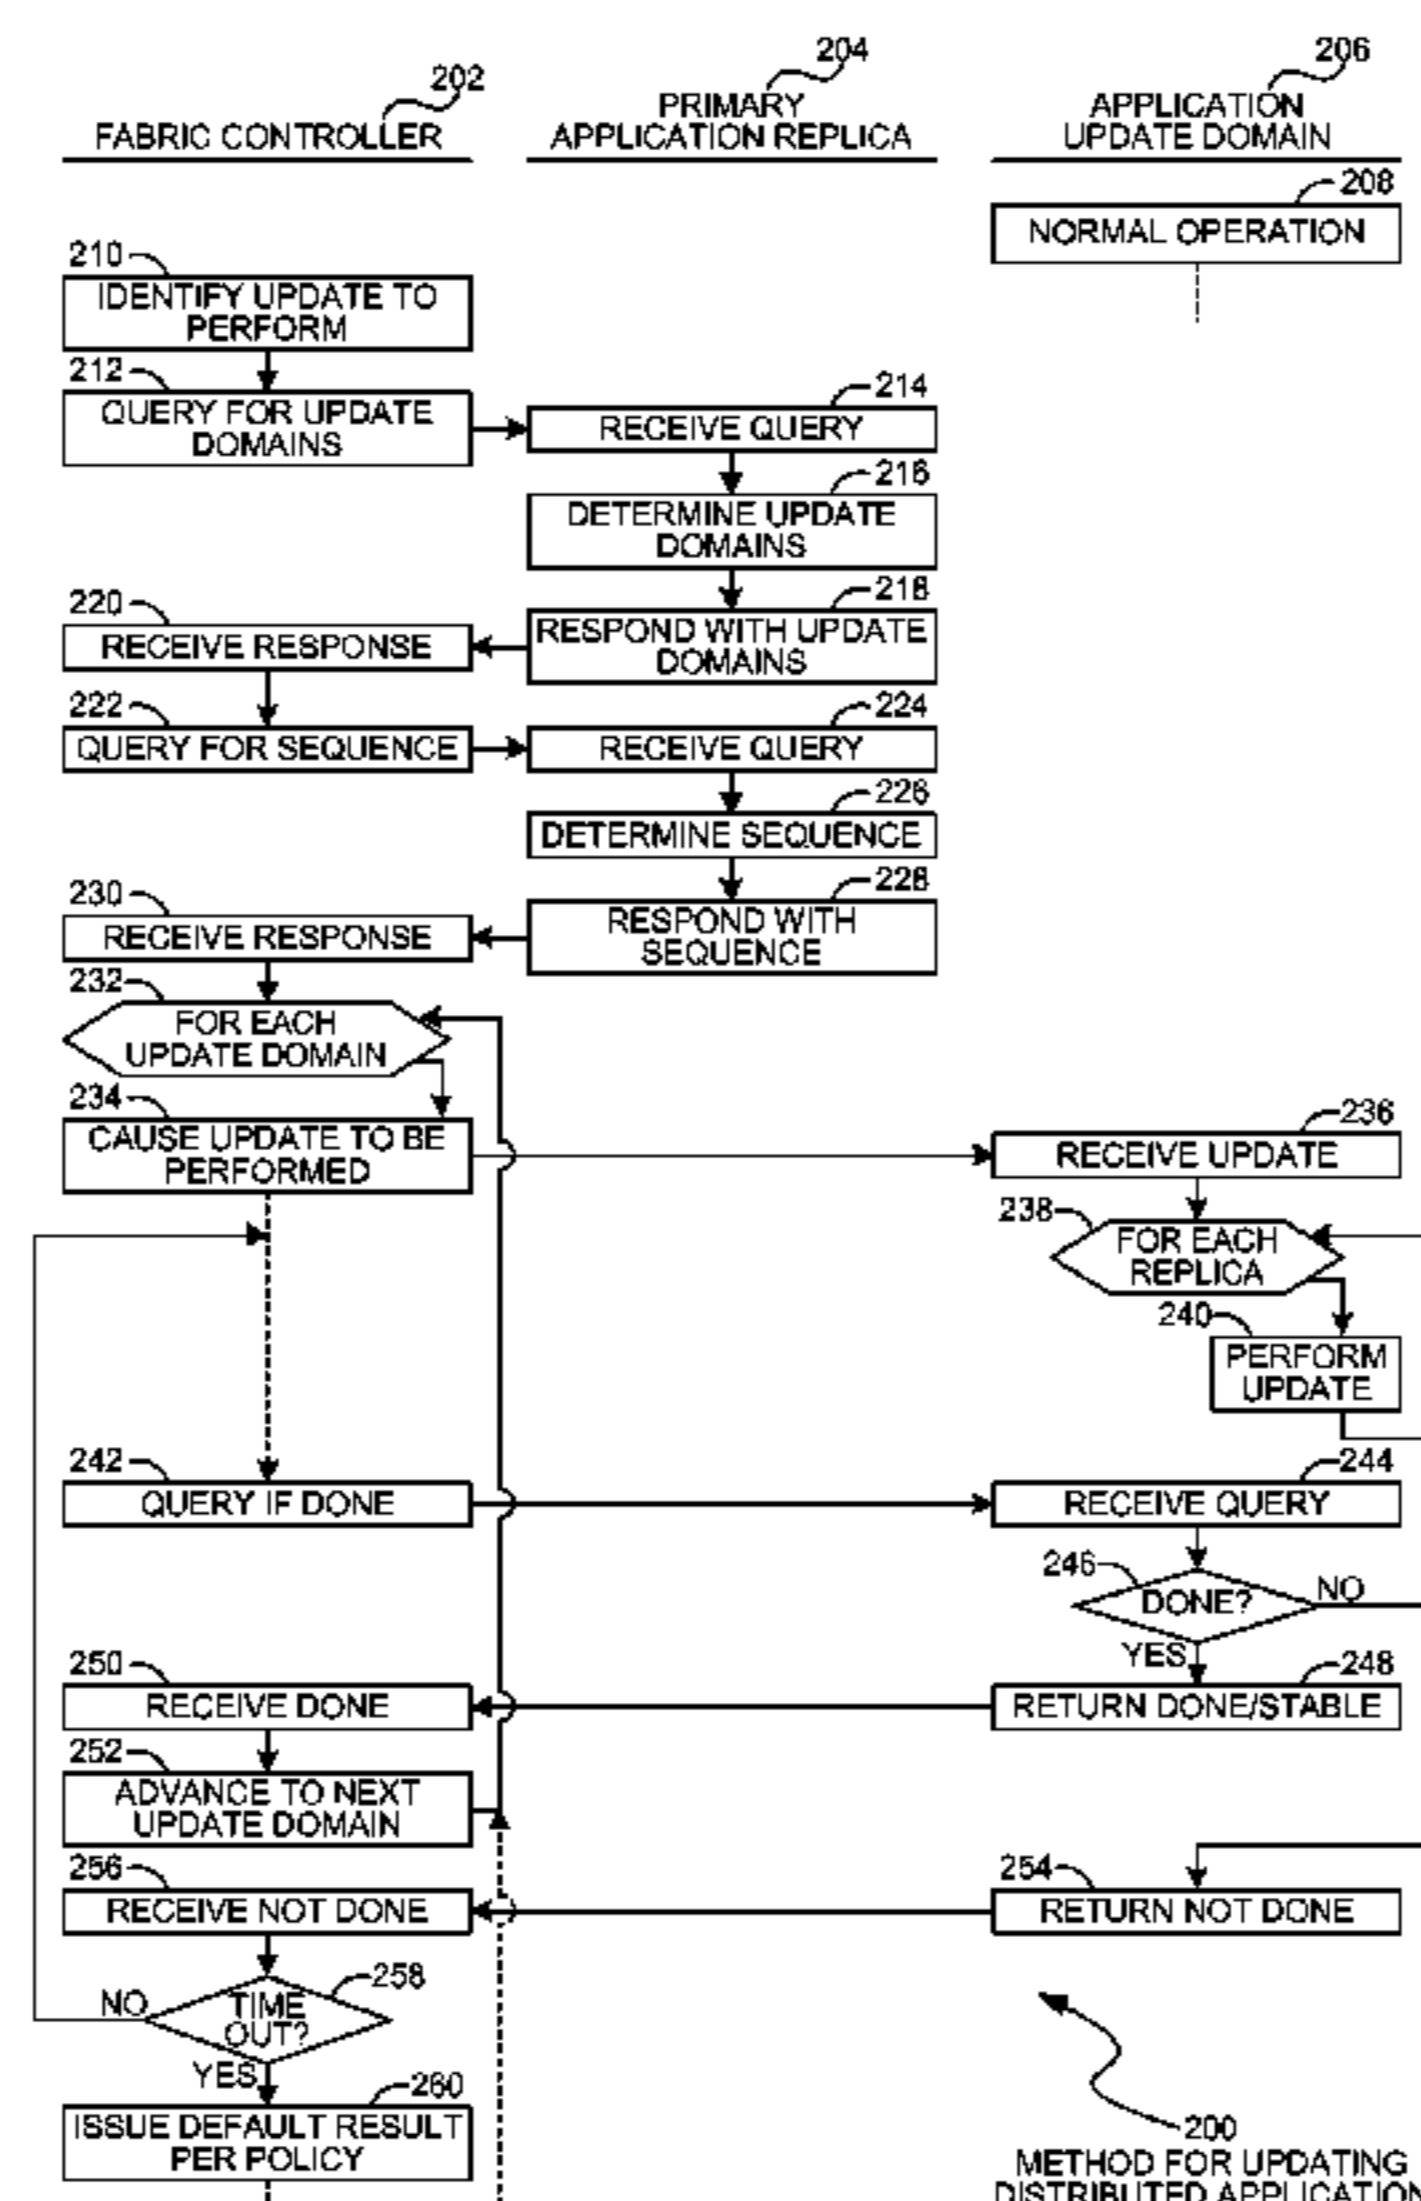 202
FABRIC CONTROLLER
204
PRIMARY
APPLICATION REPLICA
206
APPLICATION
UPDATE DOMAIN
208
NORMAL OPERATION
210
IDENTIFY UPDATE TO
PERFORM
212
QUERY FOR UPDATE
DOMAINS
214
RECEIVE QUERY
216
DETERMINE UPDATE
DOMAINS
218
RESPOND WITH UPDATE
DOMAINS
220
RECEIVE RESPONSE
222
QUERY FOR SEQUENCE
224
RECEIVE QUERY
226
DETERMINE SEQUENCE
228
RESPOND WITH
SEQUENCE
230
RECEIVE RESPONSE
232
FOR EACH
UPDATE DOMAIN
234
CAUSE UPDATE TO BE
PERFORMED
236
RECEIVE UPDATE
238
FOR EACH
REPLICA
240
PERFORM
UPDATE
242
QUERY IF DONE
244
RECEIVE QUERY
246
DONE?
NO
YES
248
RETURN DONE/STABLE
250
RECEIVE DONE
252
ADVANCE TO NEXT
UPDATE DOMAIN
254
RETURN NOT DONE
256
RECEIVE NOT DONE
258
TIME
OUT?
NO
YES
260
ISSUE DEFAULT RESULT
PER POLICY
200
METHOD FOR UPDATING
DISTRIBUTED APPLICATION